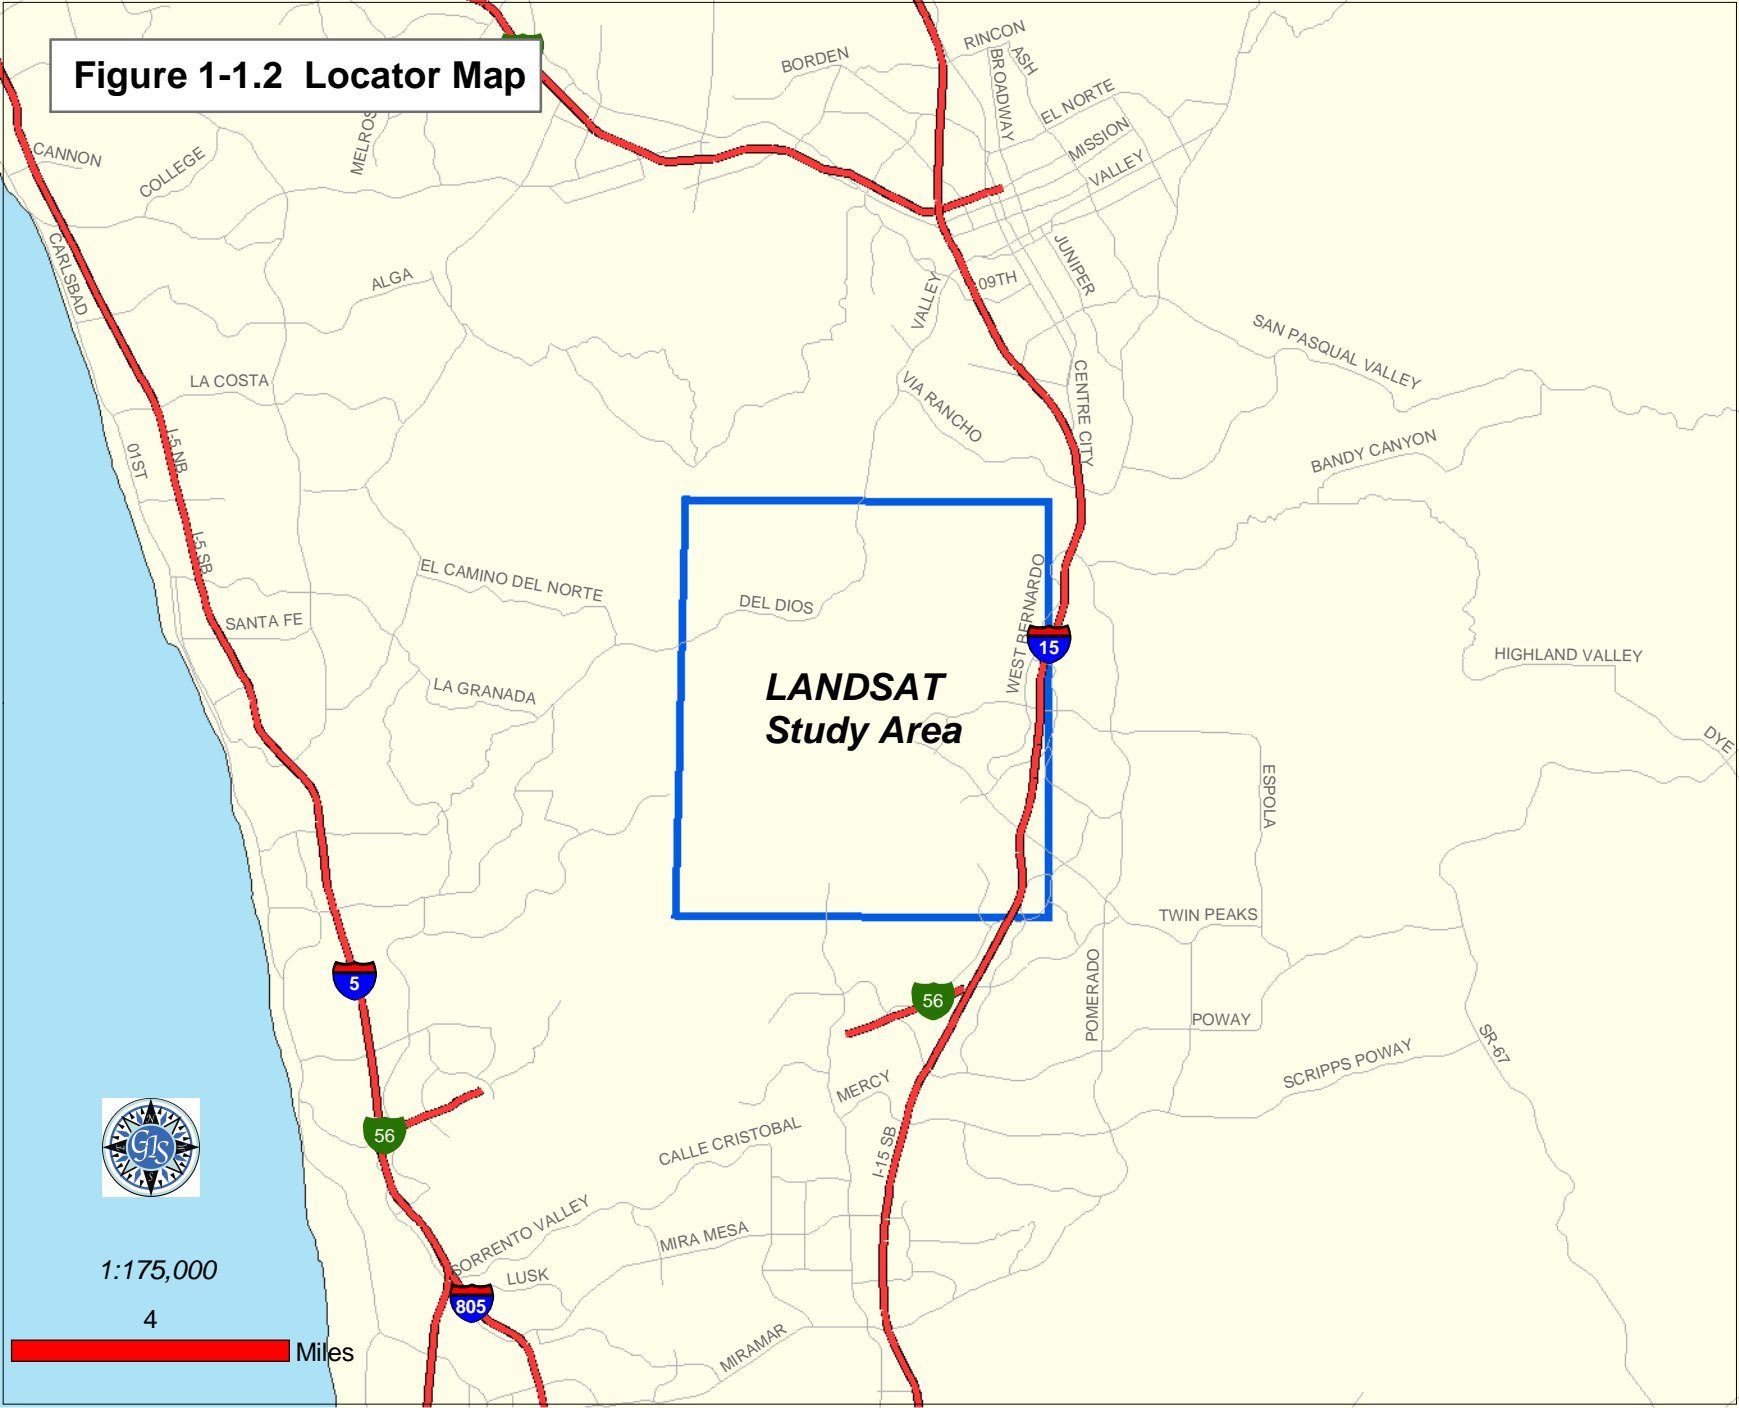 Figure 1-1.2 Locator Map
BORDEN
RINCON
ASH
BROADWAY
EL NORTE
MISSION
VALLEY
CANNON
COLLEGE
MELROS
CARLSBAD
ALGA
JUNIPER
09TH
VALLEY
SAN PASQUAL VALLEY
LA COSTA
VIA RANCHO
CENTRE CITY
I-5 NB
01ST
BANDY CANYON
I-5 SB
EL CAMINO DEL NORTE
DEL DIOS
WEST BERNARDO
SANTA FE
15
HIGHLAND VALLEY
LA GRANADA
LANDSAT
Study Area
DYE
ESPOLA
TWIN PEAKS
POMERADO
5
56
POWAY
SR-67
SCRIPPS POWAY
MERCY
56
CALLE CRISTOBAL
I-15 SB
GIS
N
S
SORRENTO VALLEY
MIRA MESA
LUSK
805
1:175,000
4
Miles
MIRAMAR